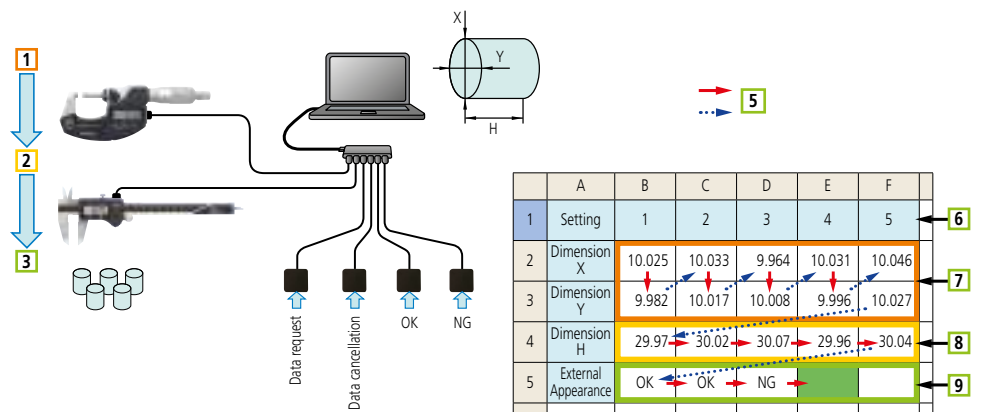 1
2
3
X
Y
H
5
Data request
Data cancellation
OK
NG
A B C D E F
1 Setting 1 2 3 4 5
6
2 Dimension X 10.025 10.033 9.964 10.031 10.046
7
3 Dimension Y 9.982 10.017 10.008 9.996 10.027
4 Dimension H 29.97 30.02 30.07 29.96 30.04
8
5 External Appearance OK OK NG
9